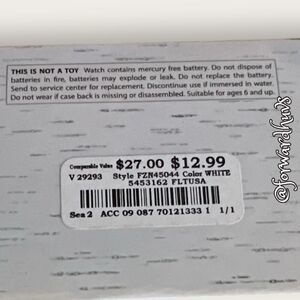 THIS IS NOT A TOY Watch contains mercury free battery. Do not dispose of
batteries in fire, batteries may explode or leak. Do not replace the battery.
Send to service center for replacement. Discontinue use if immersed in water.
Do not wear if case back is missing or disassembled. Suitable for ages 6 and up.
Comparable Value $27.00 $12.99
V 29293 Style FZN45044 Color WHITE
5453162 FLTUSA
Sea 2 ACC 09 087 70121333 1 1/1
@forwardfux8